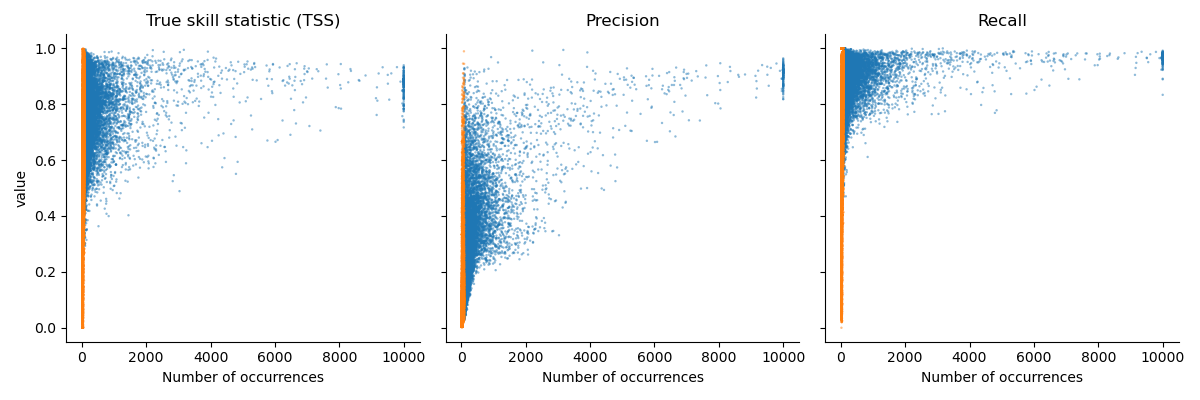 True skill statistic (TSS)
Precision
Recall
value
1.0
0.8
0.6
0.4
0.2
0.0
0 2000 4000 6000 8000 10000
0 2000 4000 6000 8000 10000
0 2000 4000 6000 8000 10000
Number of occurrences
Number of occurrences
Number of occurrences